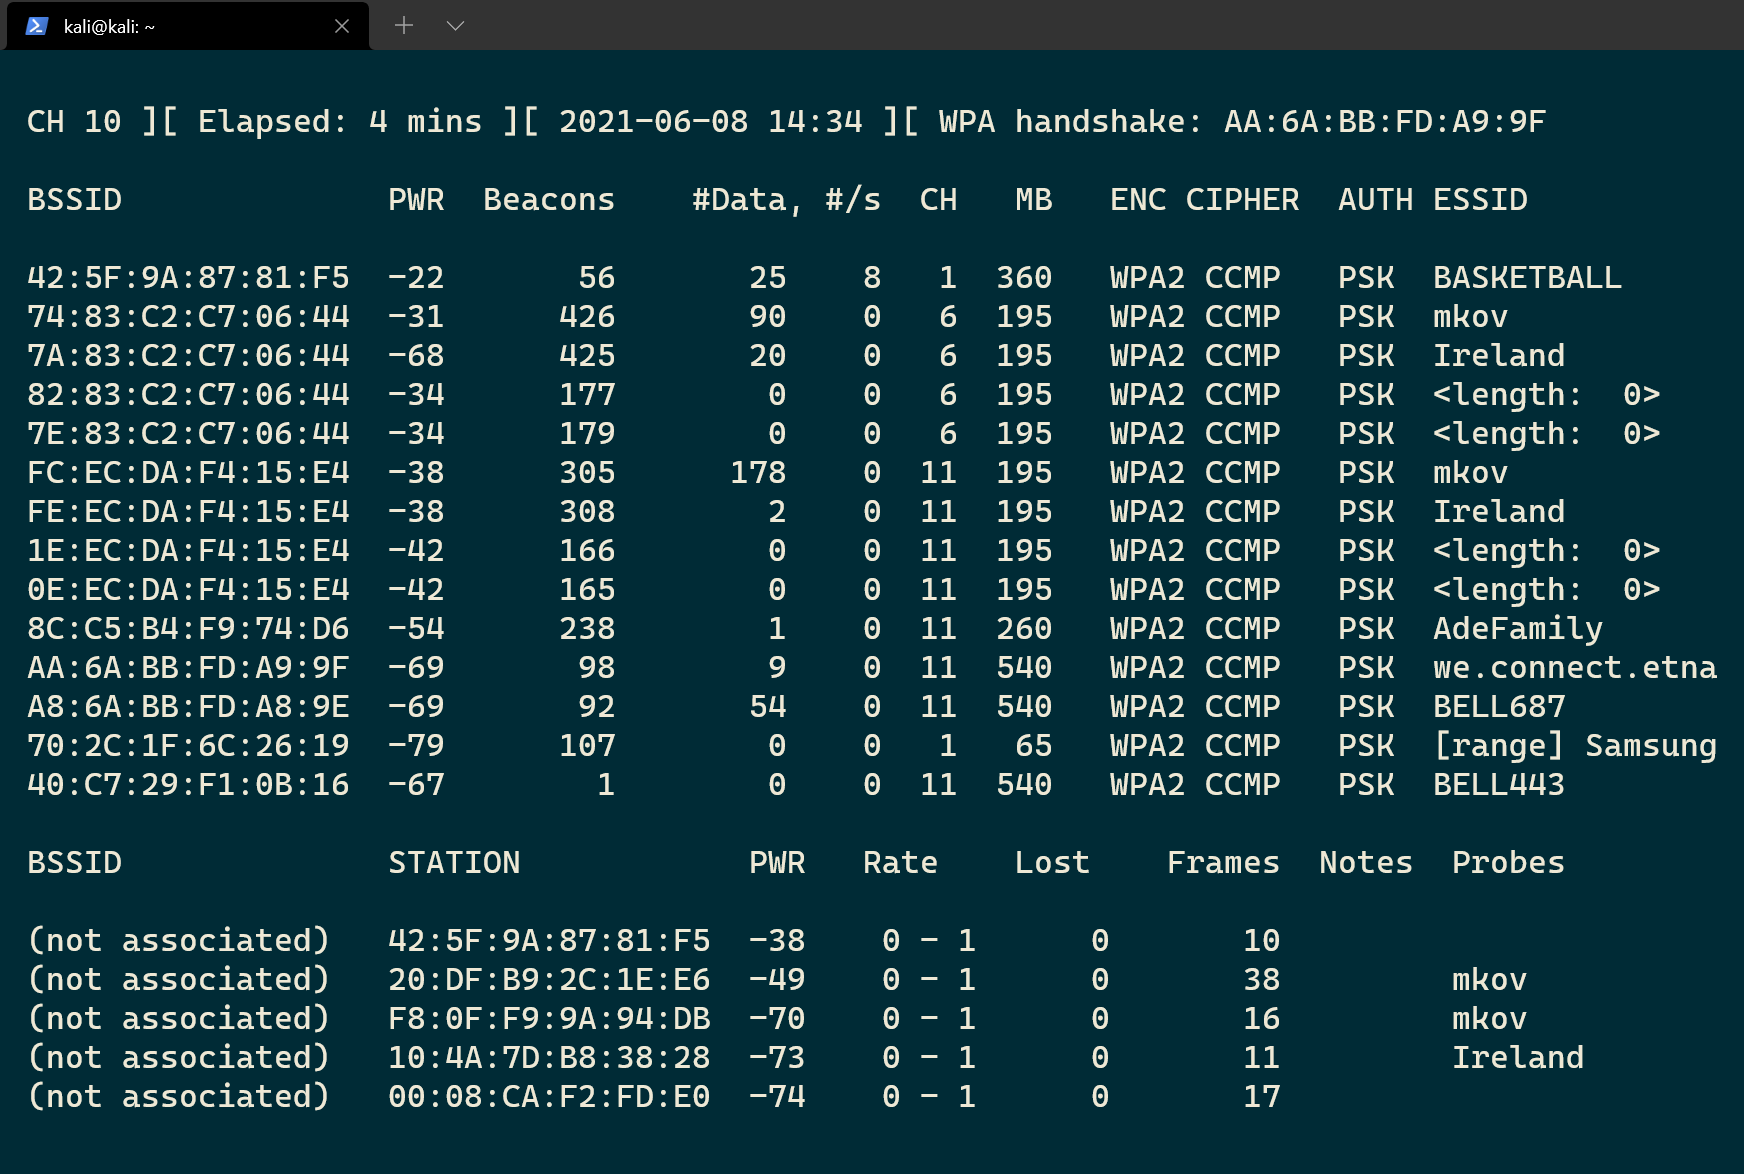 kali@kali: ~
CH 10 ][ Elapsed: 4 mins ][ 2021-06-08 14:34 ][ WPA handshake: AA:6A:BB:FD:A9:9F
BSSID              PWR  Beacons    #Data, #/s  CH   MB   ENC CIPHER  AUTH ESSID
42:5F:9A:87:81:F5  -22       56       25    8   1  360   WPA2 CCMP   PSK  BASKETBALL
74:83:C2:C7:06:44  -31      426       90    0   6  195   WPA2 CCMP   PSK  mkov
7A:83:C2:C7:06:44  -68      425       20    0   6  195   WPA2 CCMP   PSK  Ireland
82:83:C2:C7:06:44  -34      177        0    0   6  195   WPA2 CCMP   PSK  <length:  0>
7E:83:C2:C7:06:44  -34      179        0    0   6  195   WPA2 CCMP   PSK  <length:  0>
FC:EC:DA:F4:15:E4  -38      305      178    0  11  195   WPA2 CCMP   PSK  mkov
FE:EC:DA:F4:15:E4  -38      308        2    0  11  195   WPA2 CCMP   PSK  Ireland
1E:EC:DA:F4:15:E4  -42      166        0    0  11  195   WPA2 CCMP   PSK  <length:  0>
0E:EC:DA:F4:15:E4  -42      165        0    0  11  195   WPA2 CCMP   PSK  <length:  0>
8C:C5:B4:F9:74:D6  -54      238        1    0  11  260   WPA2 CCMP   PSK  AdeFamily
AA:6A:BB:FD:A9:9F  -69       98        9    0  11  540   WPA2 CCMP   PSK  we.connect.etna
A8:6A:BB:FD:A8:9E  -69       92       54    0  11  540   WPA2 CCMP   PSK  BELL687
70:2C:1F:6C:26:19  -79      107        0    0   1   65   WPA2 CCMP   PSK  [range] Samsung
40:C7:29:F1:0B:16  -67        1        0    0  11  540   WPA2 CCMP   PSK  BELL443
BSSID              STATION            PWR   Rate    Lost    Frames  Notes  Probes
(not associated)   42:5F:9A:87:81:F5  -38    0 - 1      0       10
(not associated)   20:DF:B9:2C:1E:E6  -49    0 - 1      0       38         mkov
(not associated)   F8:0F:F9:9A:94:DB  -70    0 - 1      0       16         mkov
(not associated)   10:4A:7D:B8:38:28  -73    0 - 1      0       11         Ireland
(not associated)   00:08:CA:F2:FD:E0  -74    0 - 1      0       17